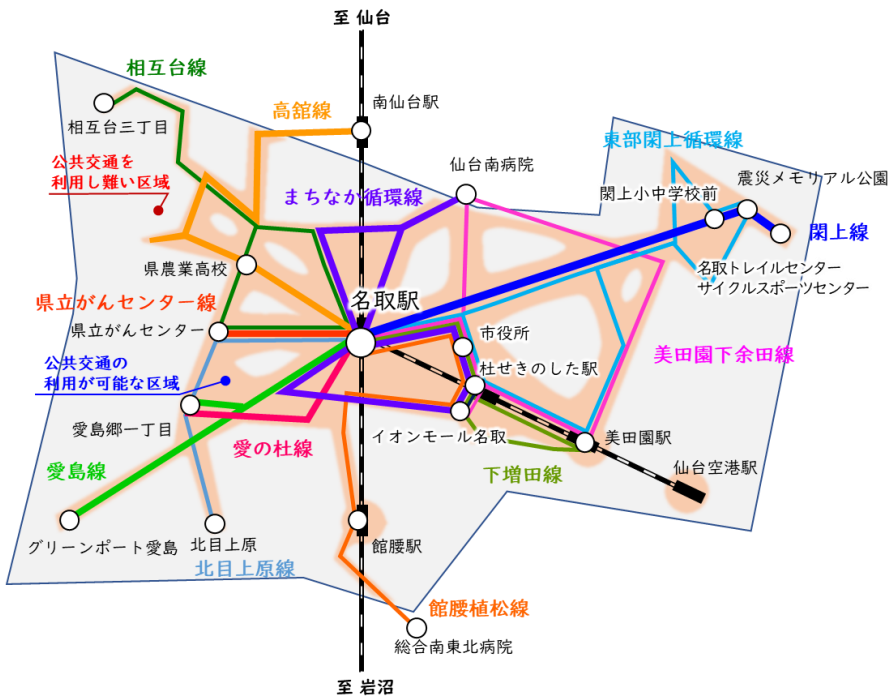 至 仙台
相互台線
高舘線
南仙台駅
相互台三丁目
東部閖上循環線
公共交通を
利用し難い区域
仙台南病院
震災メモリアル公園
まちなか循環線
閖上小中学校前
閖上線
県農業高校
名取トレイルセンター
サイクルスポーツセンター
県立がんセンター線
名取駅
県立がんセンター
市役所
美田園下余田線
公共交通の
利用が可能な区域
杜せきのした駅
愛島郷一丁目
イオンモール名取
美田園駅
愛の杜線
愛島線
下増田線
仙台空港駅
グリーンポート愛島
北目上原
館腰駅
北目上原線
館腰植松線
総合南東北病院
至 岩沼